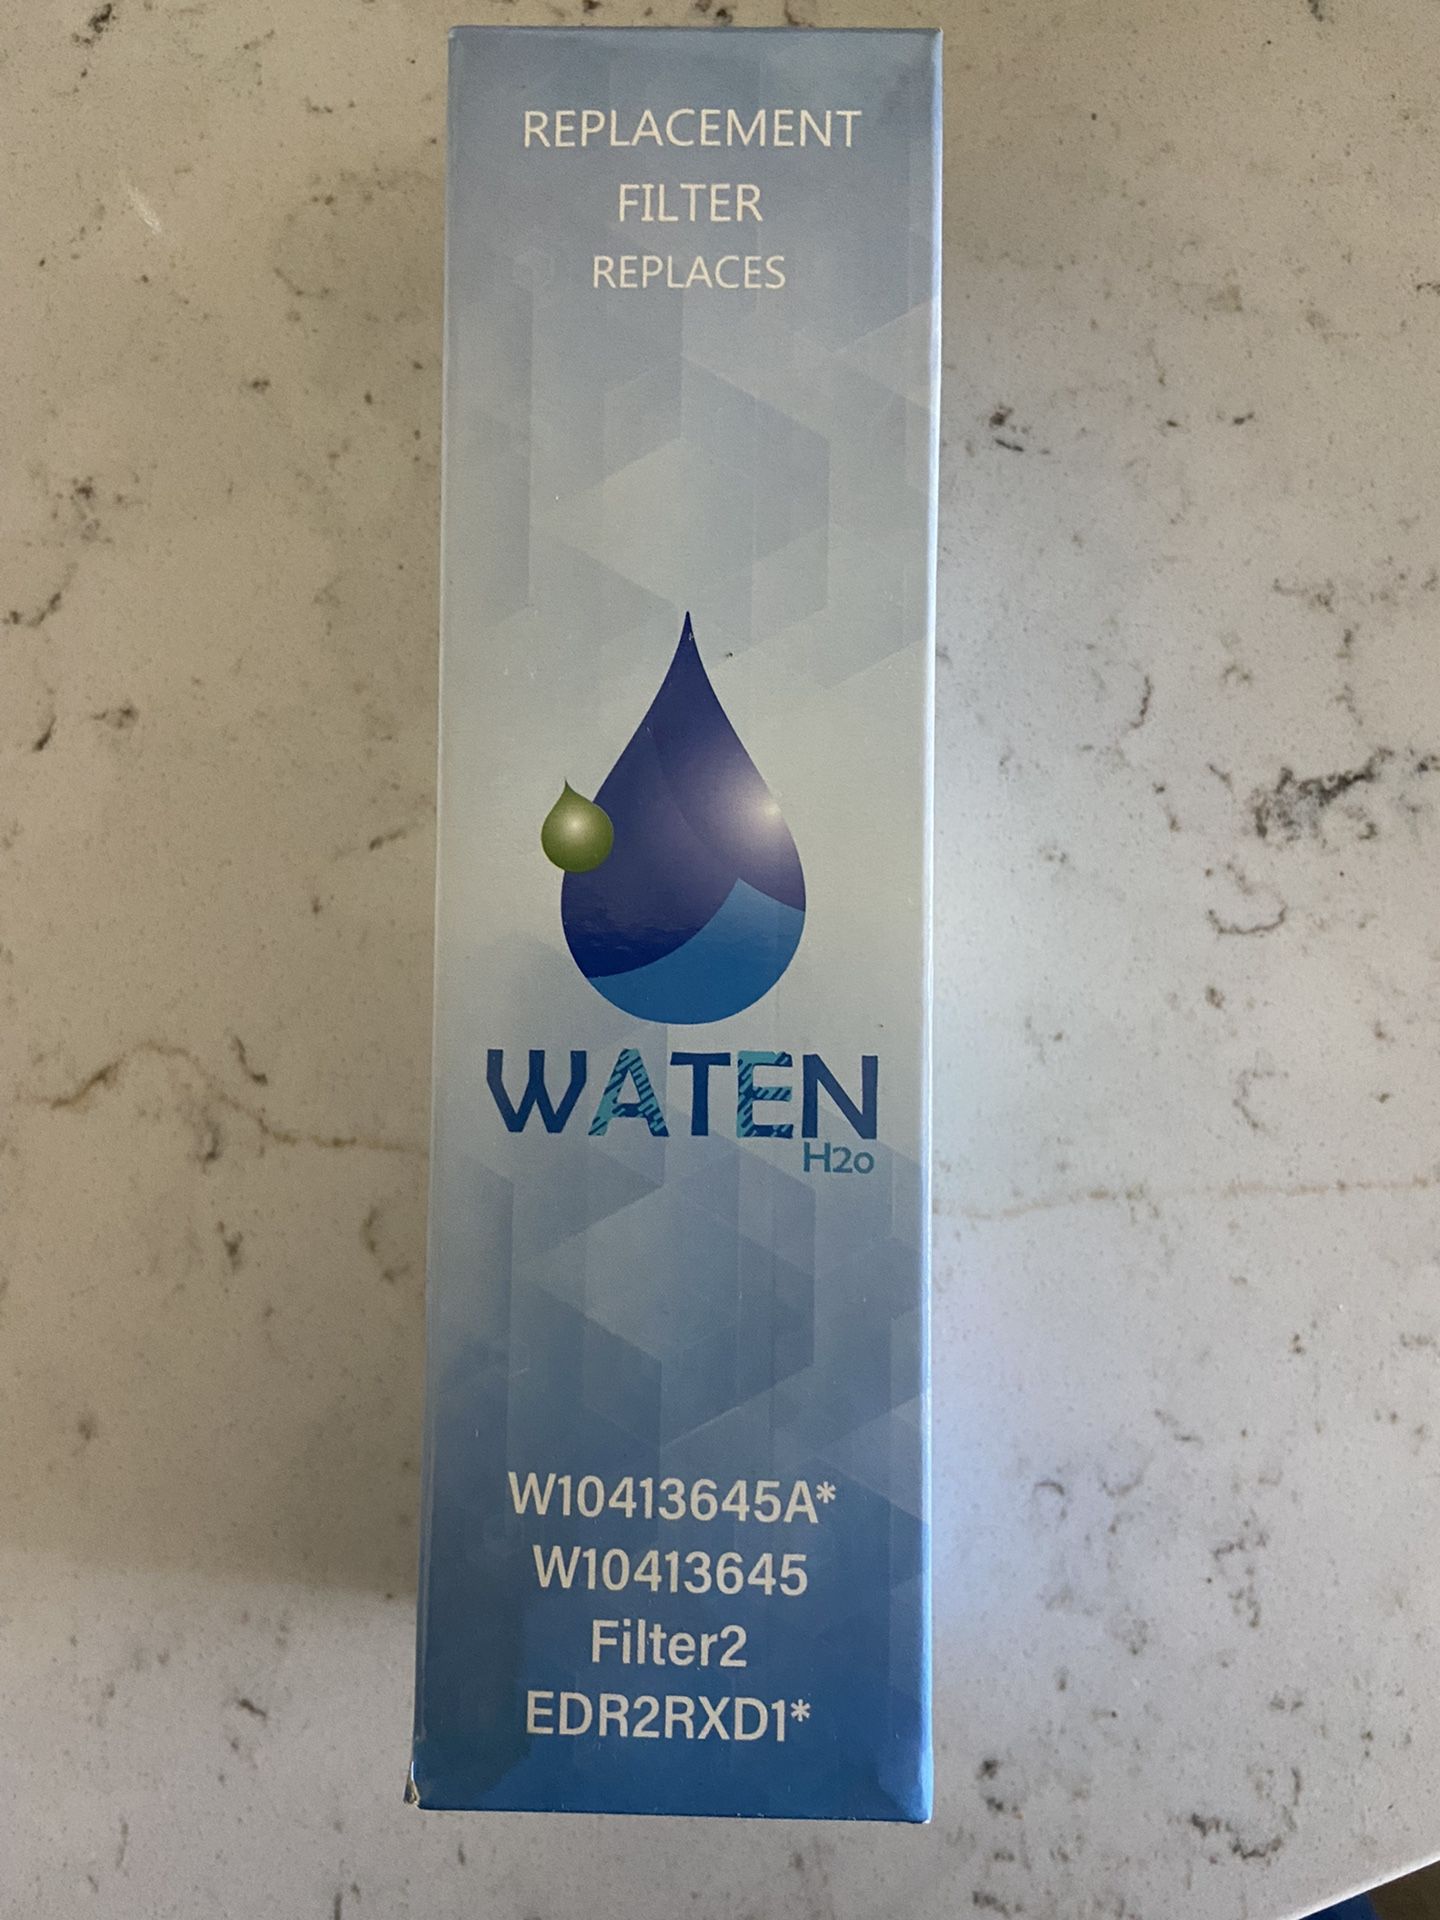 REPLACEMENT
FILTER
REPLACES
WATEN
H2o
W10413645A*
W10413645
Filter2
EDR2RXD1*